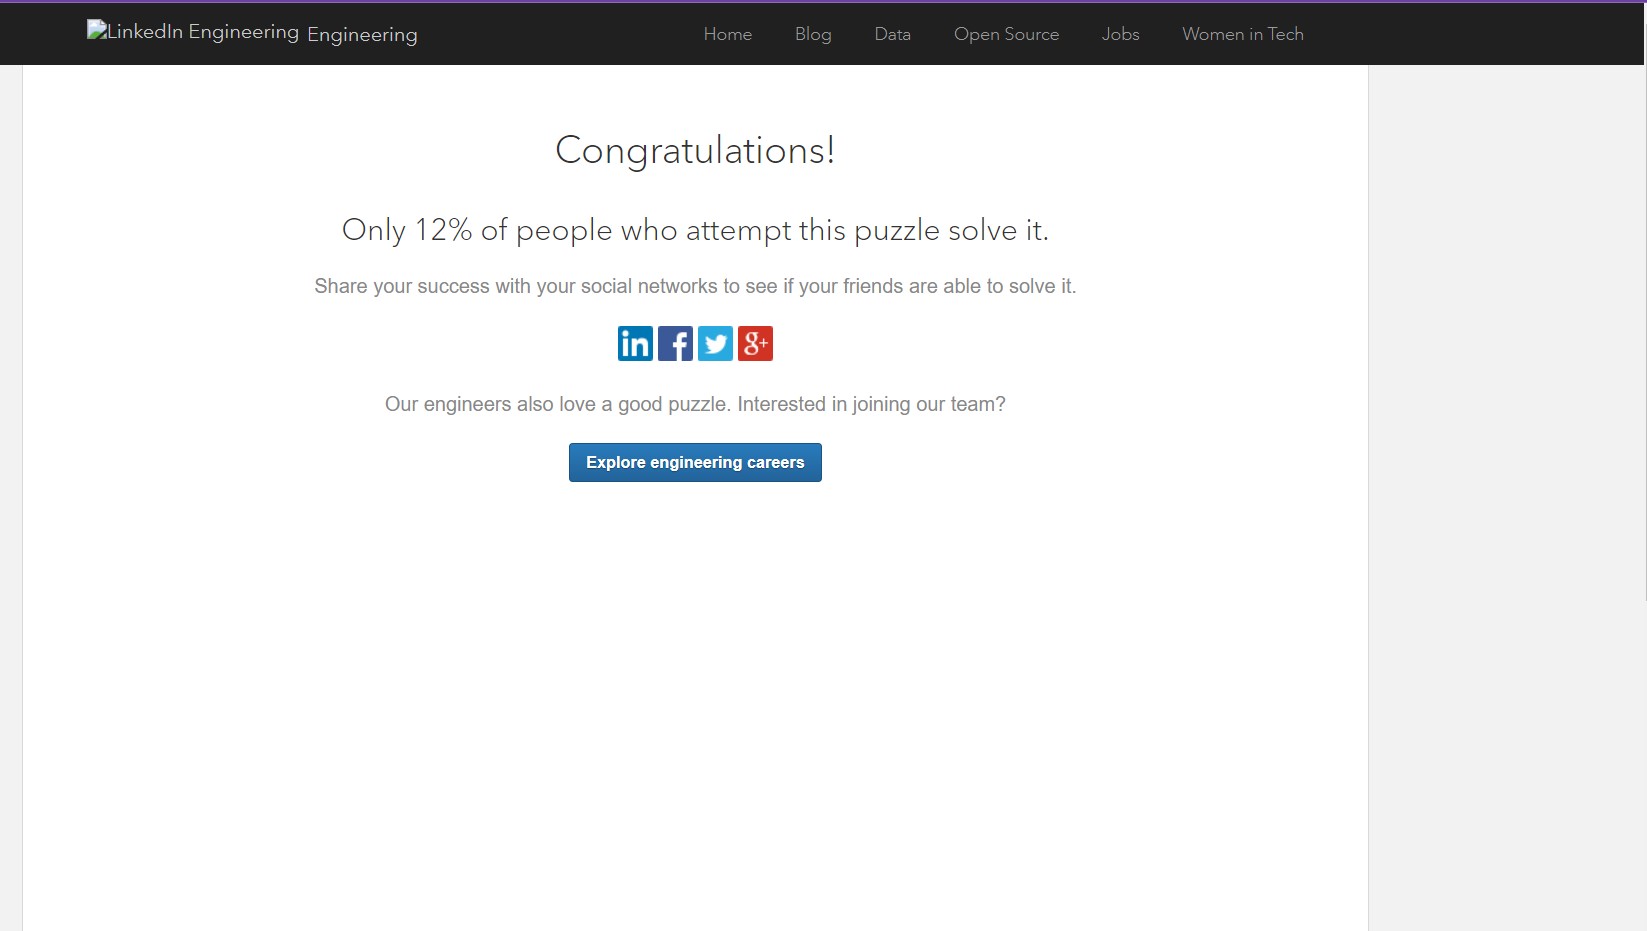 LinkedIn Engineering Engineering Home Blog Data Open Source Jobs Women in Tech
Congratulations!
Only 12% of people who attempt this puzzle solve it.
Share your success with your social networks to see if your friends are able to solve it.
in f g+
Our engineers also love a good puzzle. Interested in joining our team?
Explore engineering careers